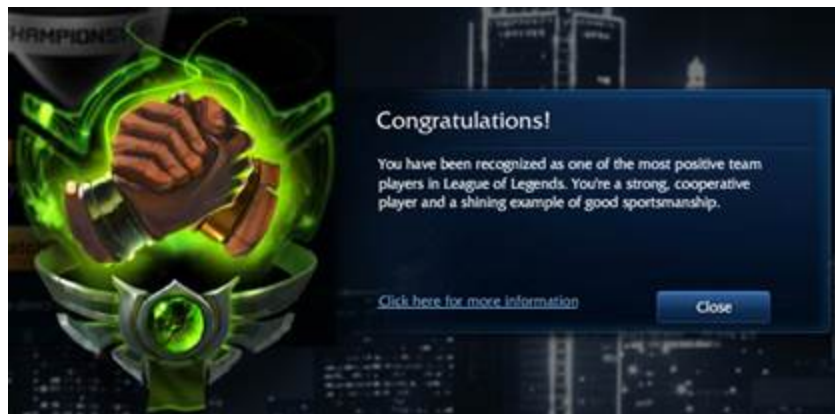 Congratulations!
You have been recognized as one of the most positive team
players in League of Legends. You're a strong, cooperative
player and a shining example of good sportsmanship.
Click here for more information
Close